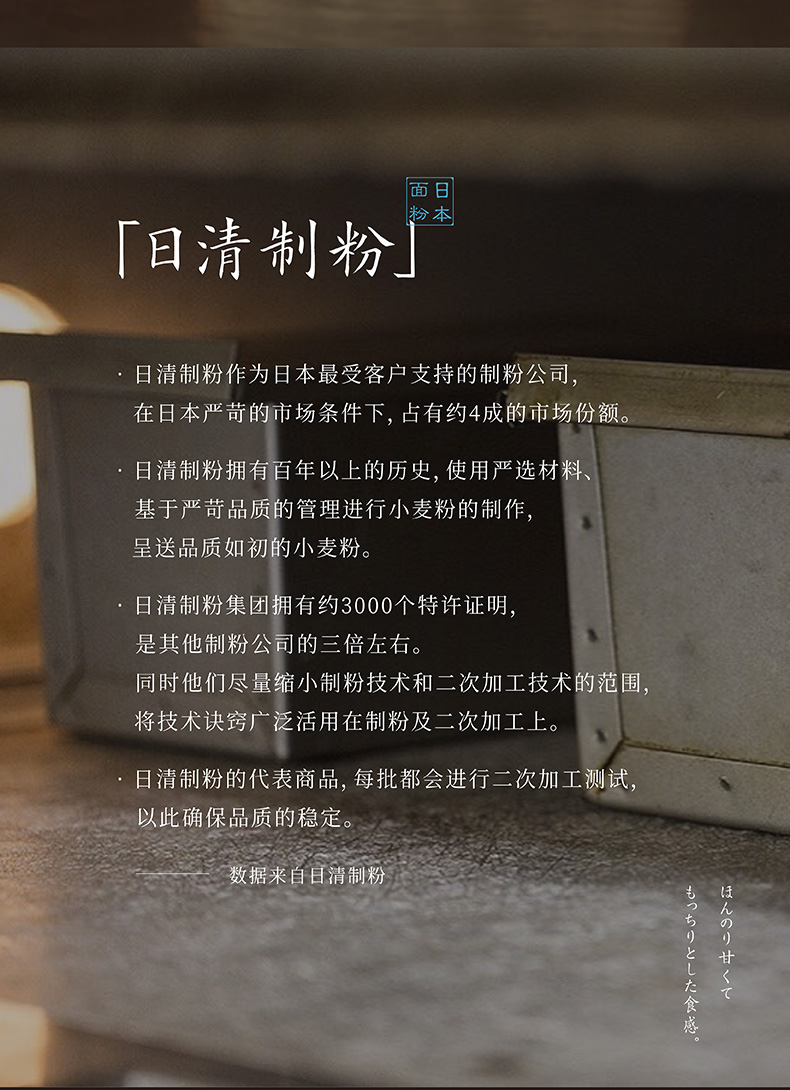 日本
面粉
「日清制粉」
· 日清制粉作为日本最受客户支持的制粉公司,
在日本严苛的市场条件下, 占有约4成的市场份额。
· 日清制粉拥有百年以上的历史, 使用严选材料、
基于严苛品质的管理进行小麦粉的制作,
呈送品质如初的小麦粉。
· 日清制粉集团拥有约3000个特许证明,
是其他制粉公司的三倍左右。
同时他们尽量缩小制粉技术和二次加工技术的范围,
将技术诀窍广泛活用在制粉及二次加工上。
· 日清制粉的代表商品, 每批都会进行二次加工测试,
以此确保品质的稳定。
—— 数据来自日清制粉
ほんのり甘くて
もっちりとした食感。